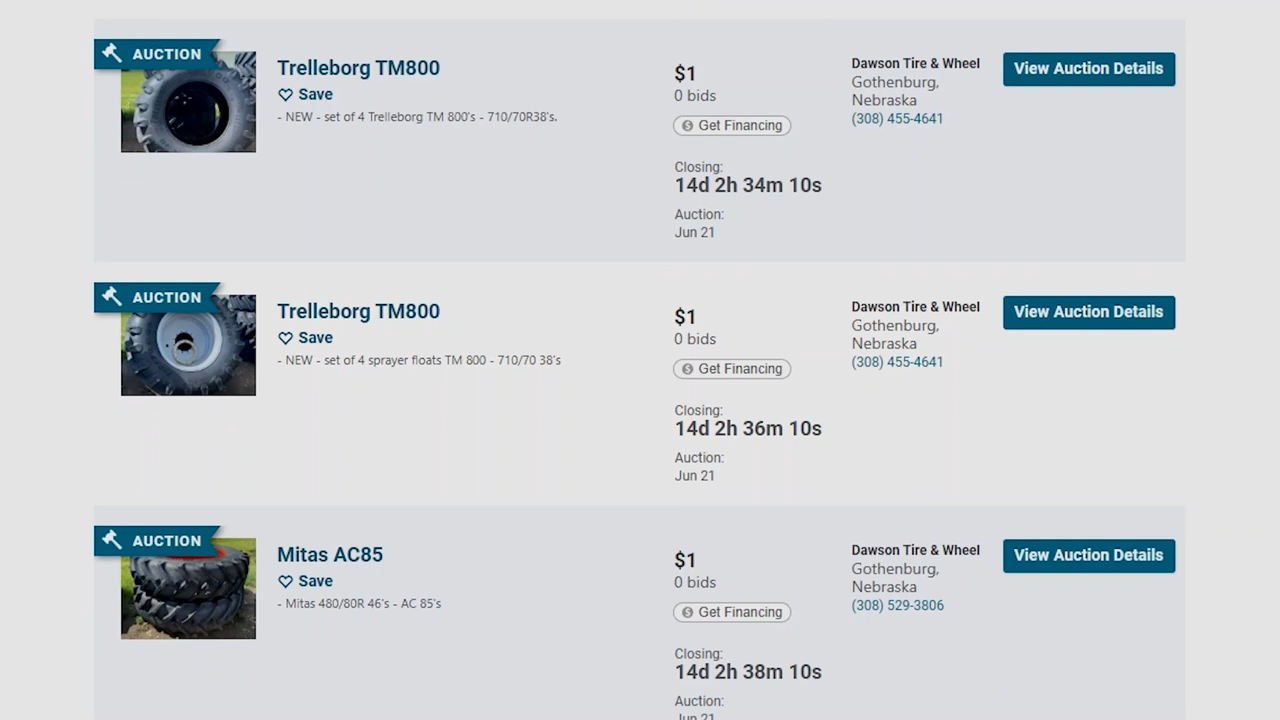 AUCTION
Trelleborg TM800
Save
- NEW - set of 4 Trelleborg TM 800's - 710/70R38's.
$1
0 bids
Get Financing
Closing:
14d 2h 34m 10s
Auction:
Jun 21
Dawson Tire & Wheel
Gothenburg,
Nebraska
(308) 455-4641
View Auction Details
AUCTION
Trelleborg TM800
Save
- NEW - set of 4 sprayer floats TM 800 - 710/70 38's
$1
0 bids
Get Financing
Closing:
14d 2h 36m 10s
Auction:
Jun 21
Dawson Tire & Wheel
Gothenburg,
Nebraska
(308) 455-4641
View Auction Details
AUCTION
Mitas AC85
Save
- Mitas 480/80R 46's - AC 85's
$1
0 bids
Get Financing
Closing:
14d 2h 38m 10s
Auction:
Jun 21
Dawson Tire & Wheel
Gothenburg,
Nebraska
(308) 529-3806
View Auction Details